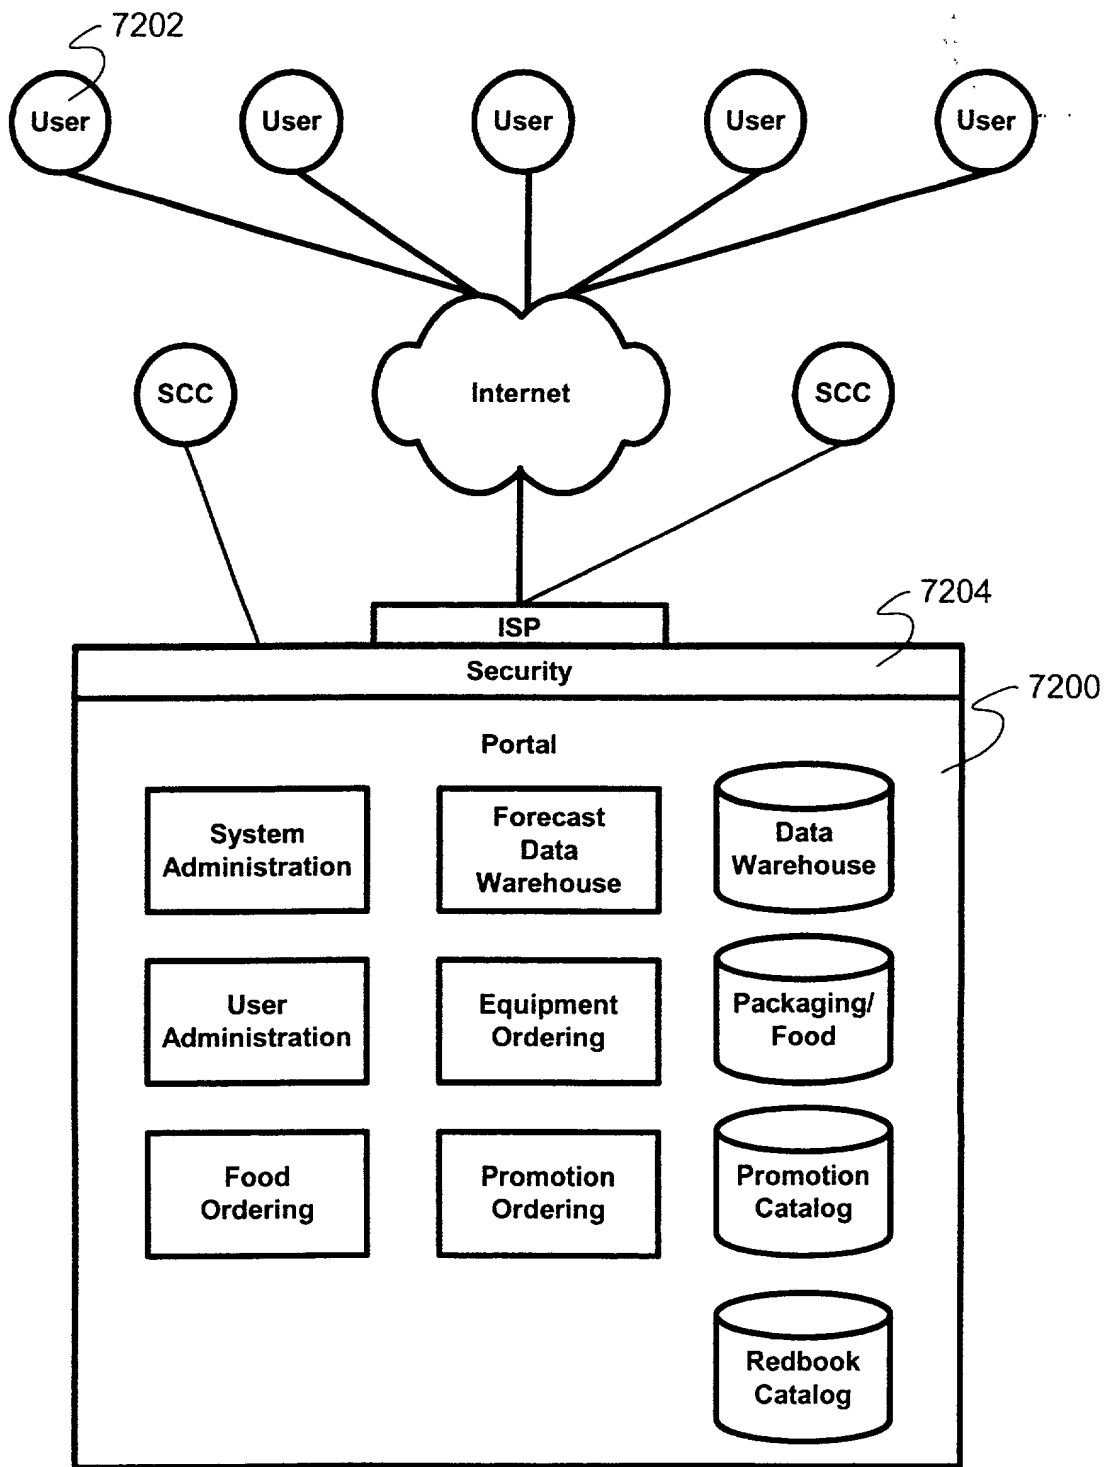 7202
User User User User User
SCC Internet SCC
ISP
7204
Security
7200
Portal
System
Administration
Forecast
Data
Warehouse
Data
Warehouse
User
Administration
Equipment
Ordering
Packaging/
Food
Food
Ordering
Promotion
Ordering
Promotion
Catalog
Redbook
Catalog